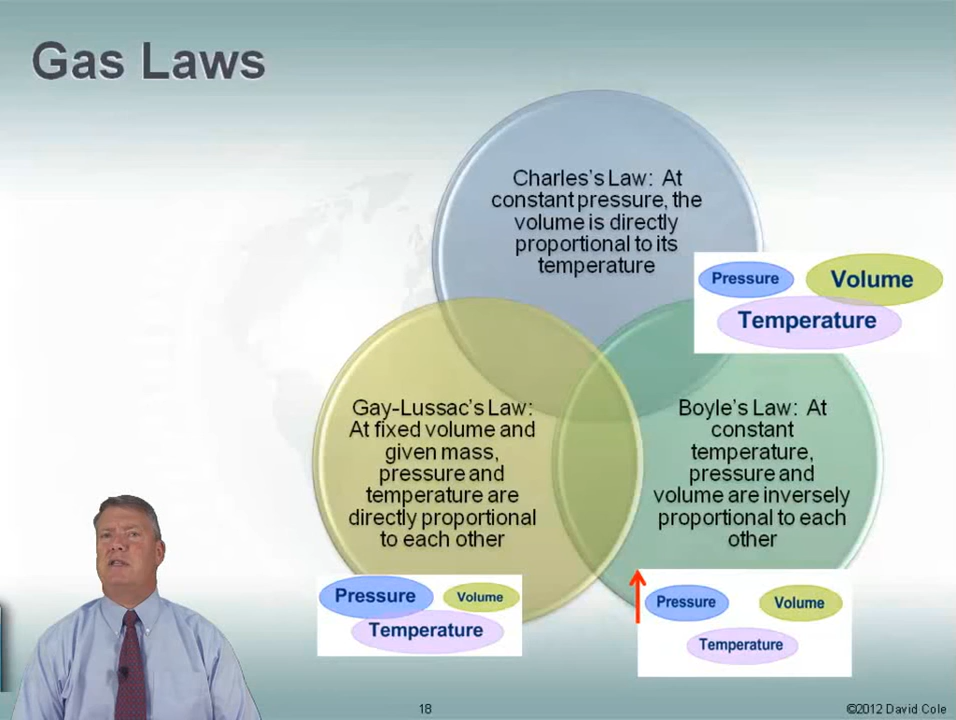 Gas Laws
Charles's Law: At
constant pressure, the
volume is directly
proportional to its
temperature
Pressure
Volume
Temperature
Gay-Lussac's Law:
At fixed volume and
given mass,
pressure and
temperature are
directly proportional
to each other
Boyle's Law: At
constant
temperature,
pressure and
volume are inversely
proportional to each
other
Pressure
Volume
Temperature
Pressure
Volume
Temperature
18
©2012 David Cole